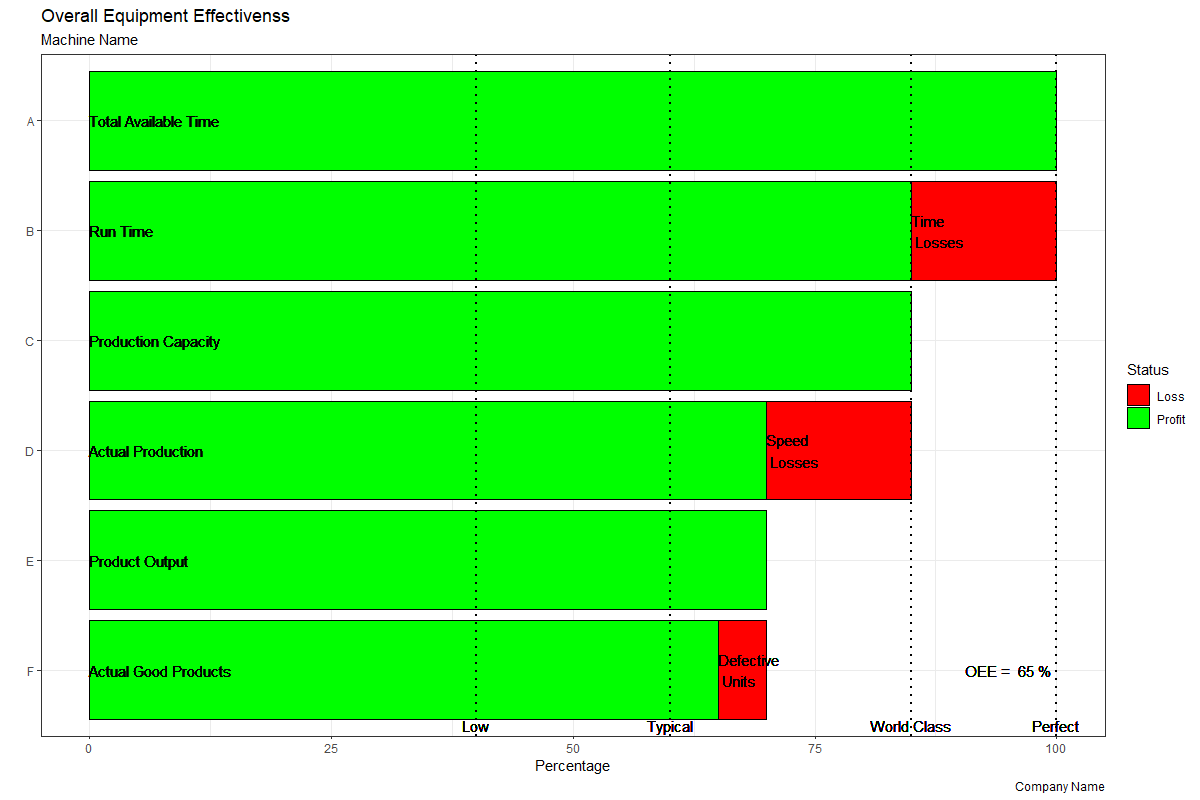 Overall Equipment Effectivenss
Machine Name
A
Total Available Time
B
Run Time
Time
Losses
C
Production Capacity
D
Actual Production
Speed
Losses
E
Product Output
F
Actual Good Products
Defective
Units
OEE = 65 %
Low
Typical
World Class
Perfect
0
25
50
75
100
Percentage
Status
Loss
Profit
Company Name